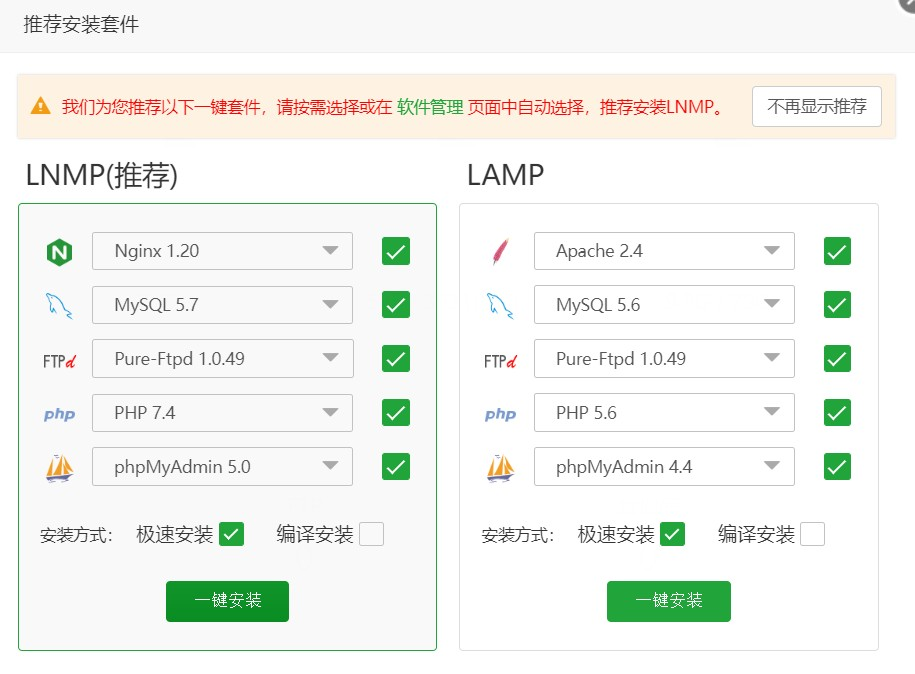 推荐安装套件
我们为您推荐以下一键套件，请按需选择或在 软件管理 页面中自动选择，推荐安装LNMP。 不再显示推荐
LNMP(推荐)
Nginx 1.20
MySQL 5.7
FTPd Pure-Ftpd 1.0.49
php PHP 7.4
phpMyAdmin 5.0
安装方式： 极速安装 编译安装
一键安装
LAMP
Apache 2.4
MySQL 5.6
FTPd Pure-Ftpd 1.0.49
php PHP 5.6
phpMyAdmin 4.4
安装方式： 极速安装 编译安装
一键安装